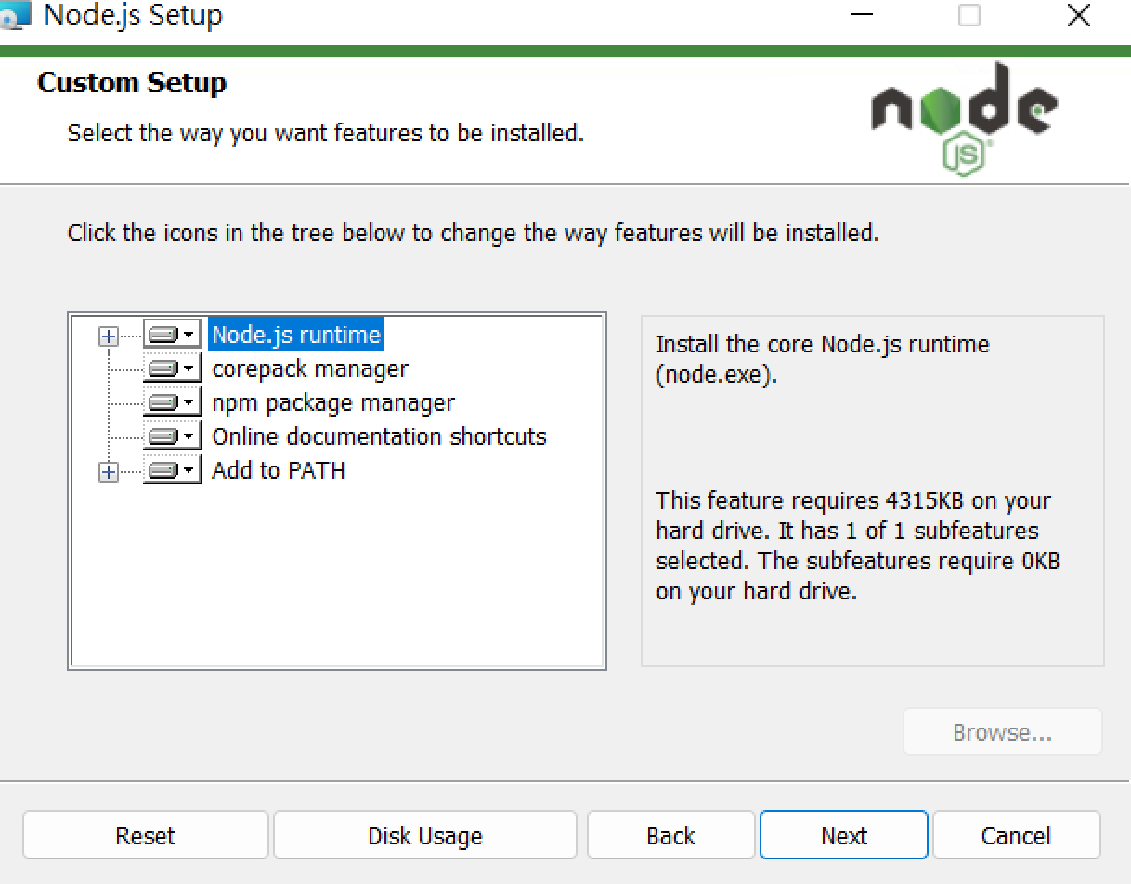 Node.js Setup
Custom Setup
Select the way you want features to be installed.
node
JS
Click the icons in the tree below to change the way features will be installed.
Node.js runtime
corepack manager
npm package manager
Online documentation shortcuts
Add to PATH
Install the core Node.js runtime
(node.exe).
This feature requires 4315KB on your
hard drive. It has 1 of 1 subfeatures
selected. The subfeatures require 0KB
on your hard drive.
Browse...
Reset
Disk Usage
Back
Next
Cancel